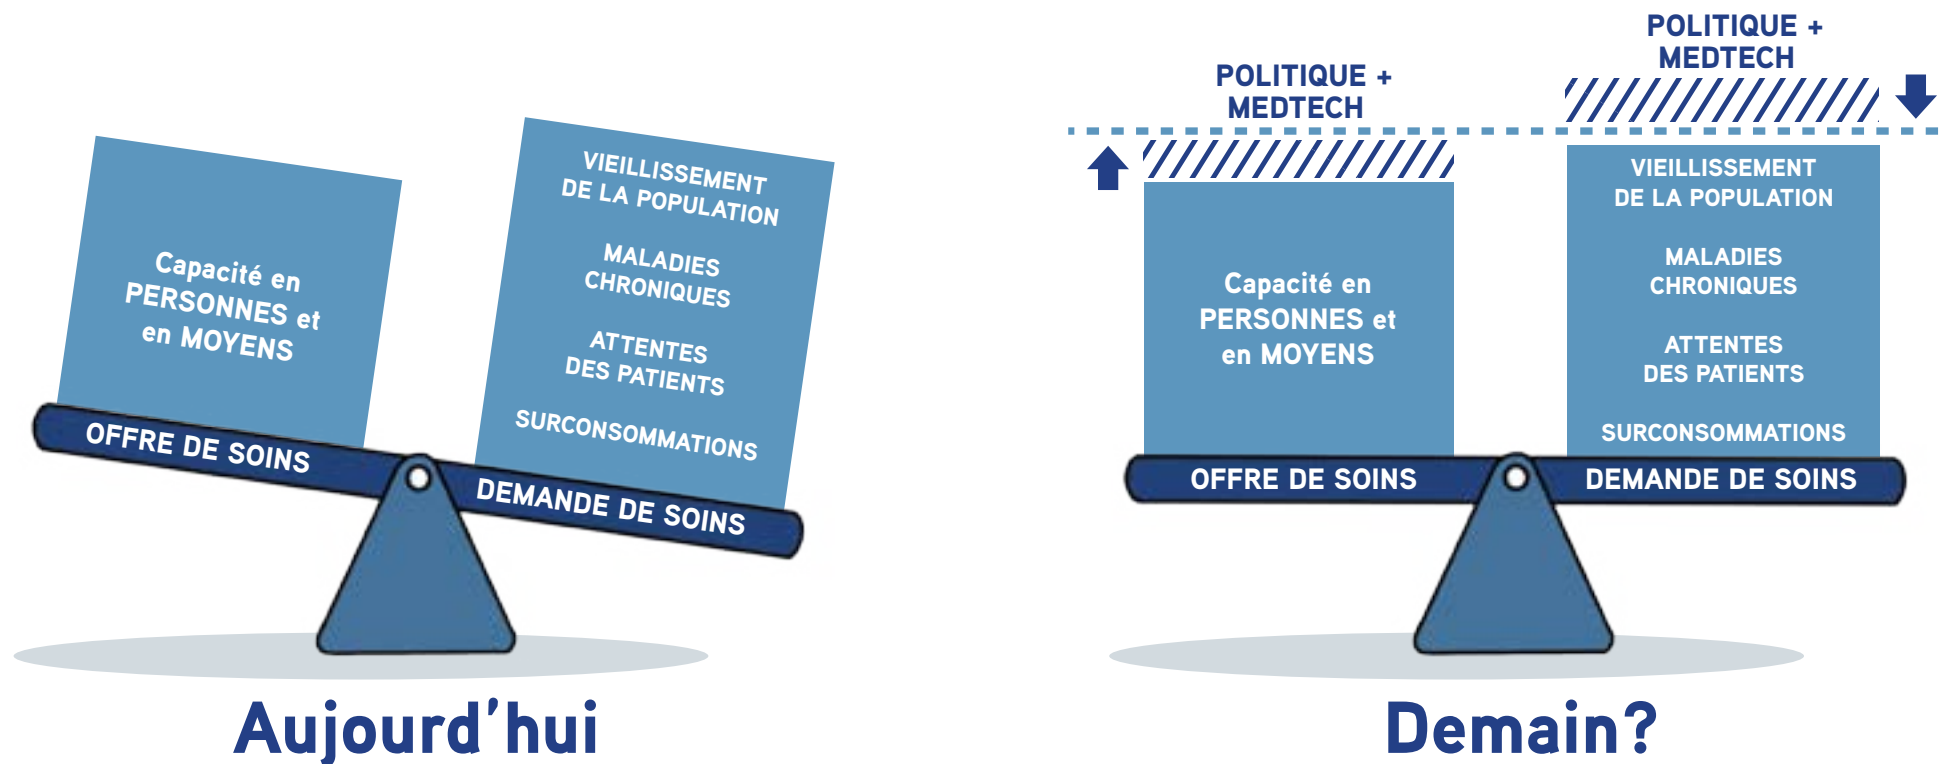 Capacité en
PERSONNES et
en MOYENS
VIEILLISSEMENT
DE LA POPULATION
MALADIES
CHRONIQUES
ATTENTES
DES PATIENTS
SURCONSOMMATIONS
OFFRE DE SOINS
DEMANDE DE SOINS
Aujourd'hui
POLITIQUE +
MEDTECH
POLITIQUE +
MEDTECH
Capacité en
PERSONNES et
en MOYENS
VIEILLISSEMENT
DE LA POPULATION
MALADIES
CHRONIQUES
ATTENTES
DES PATIENTS
SURCONSOMMATIONS
OFFRE DE SOINS
DEMANDE DE SOINS
Demain?